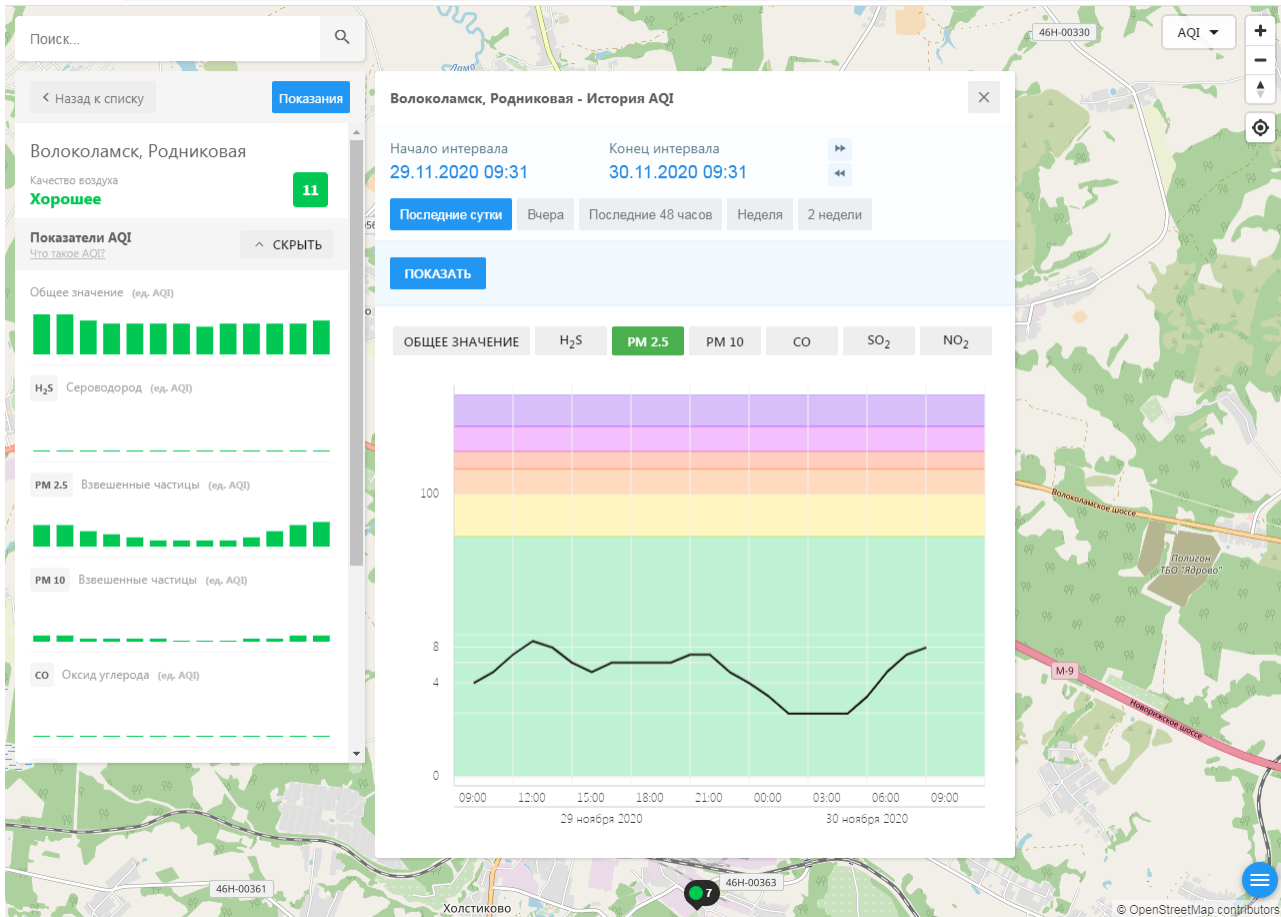 Поиск...
46Н-00330
AQI
Ламо
Назад к списку
Показания
Волоколамск, Родниковая - История AQI
Волоколамск, Родниковая
Качество воздуха
Хорошее
11
Начало интервала
Конец интервала
29.11.2020 09:31
30.11.2020 09:31
Последние сутки
Вчера
Последние 48 часов
Неделя
2 недели
Показатели AQI
Что такое AQI?
СКРЫТЬ
ПОКАЗАТЬ
Общее значение (ед. AQI)
H2S Сероводород (ед. AQI)
PM 2.5 Взвешенные частицы (ед. AQI)
PM 10 Взвешенные частицы (ед. AQI)
CO Оксид углерода (ед. AQI)
ОБЩЕЕ ЗНАЧЕНИЕ
H2S
PM 2.5
PM 10
CO
SO2
NO2
100
8
4
0
09:00 12:00 15:00 18:00 21:00 00:00 03:00 06:00 09:00
29 ноября 2020 30 ноября 2020
Волоколамское шоссе
Полигон
ТБО "Ядрово"
М-9
Новорижское шоссе
46Н-00361
7
46Н-00363
Холстиково
© OpenStreetMap contributors